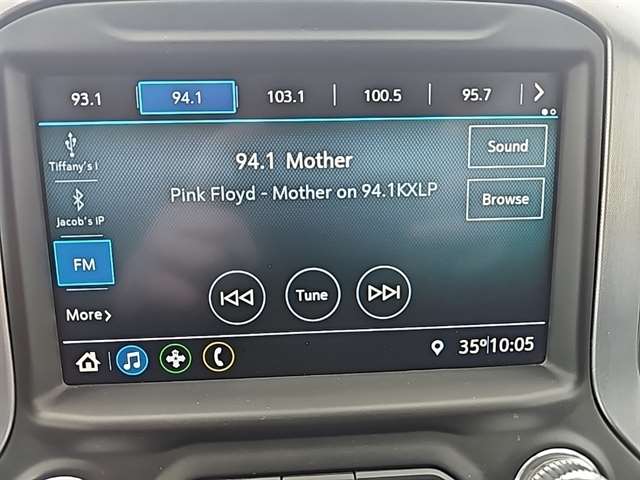 93.1 94.1 103.1 100.5 95.7
Tiffany's I
Jacob's iP
FM
More
94.1 Mother
Pink Floyd - Mother on 94.1KXLP
Tune
Sound
Browse
35° 10:05